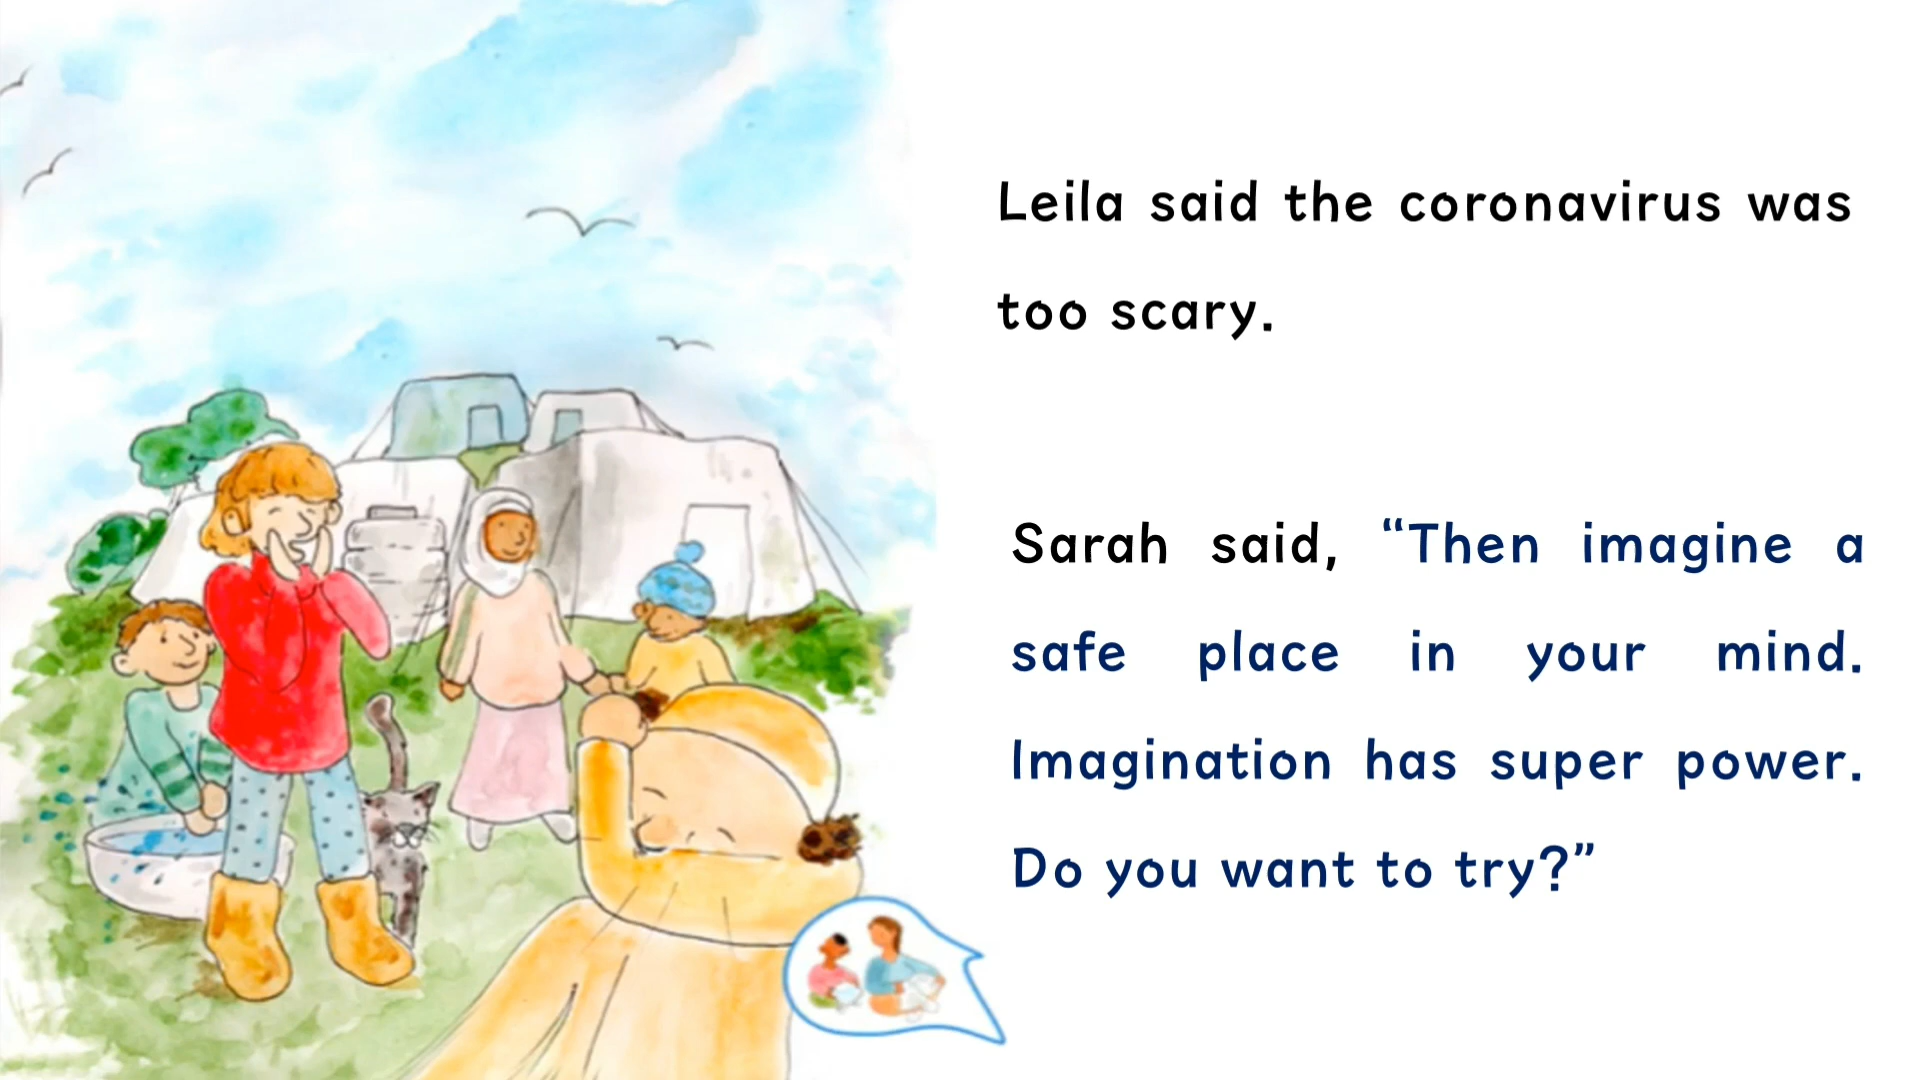 Leila said the coronavirus was
too scary.
Sarah said, “Then imagine a
safe place in your mind.
Imagination has super power.
Do you want to try?”